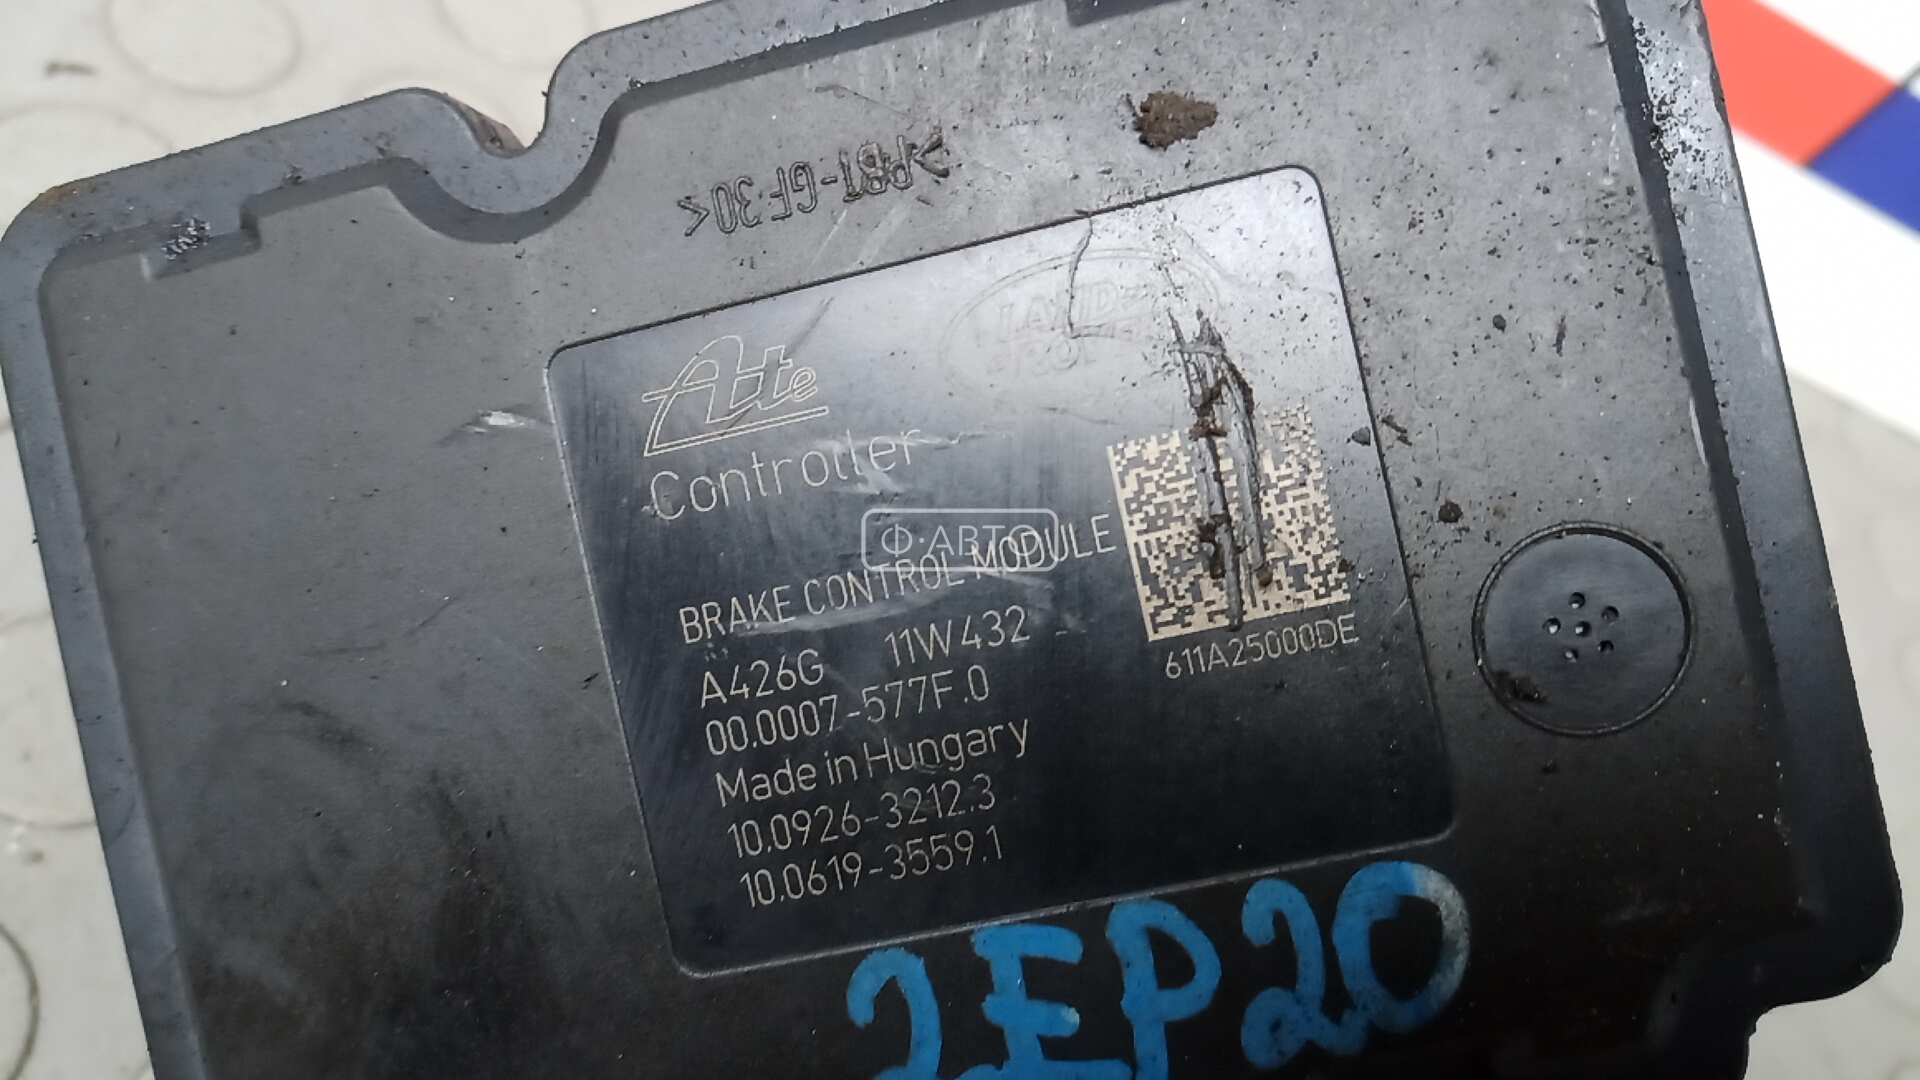 >PBT-GF30<
LAND
Ate
Controller
Ф·АВТО
BRAKE CONTROL MODULE
A426G 11W432
00.0007-577F.0
Made in Hungary
10.0926-3212.3
10.0619-3559.1
611A25000DE
2EP20